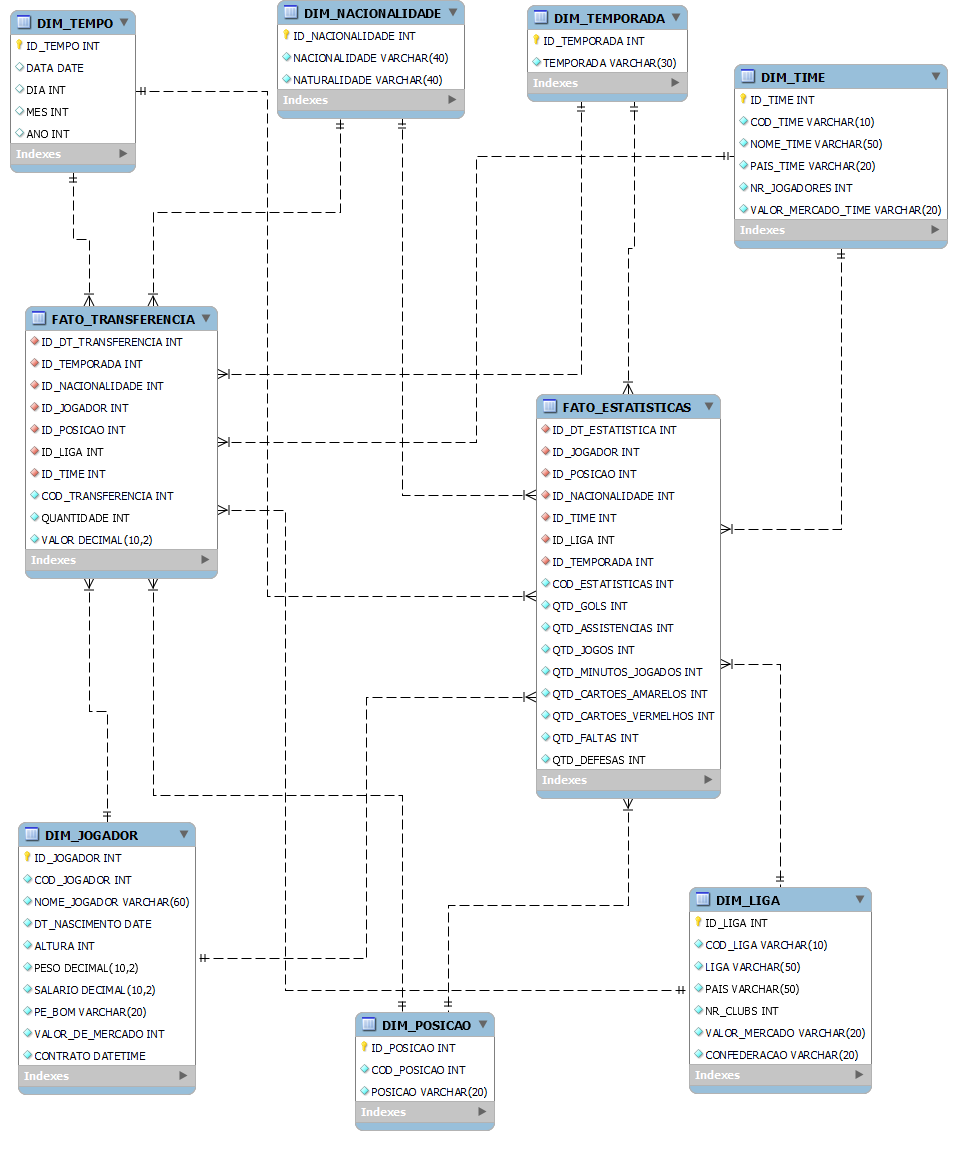 DIM_TEMPO
ID_TEMPO INT
DATA DATE
DIA INT
MES INT
ANO INT
Indexes
DIM_NACIONALIDADE
ID_NACIONALIDADE INT
NACIONALIDADE VARCHAR(40)
NATURALIDADE VARCHAR(40)
Indexes
DIM_TEMPORADA
ID_TEMPORADA INT
TEMPORADA VARCHAR(30)
Indexes
DIM_TIME
ID_TIME INT
COD_TIME VARCHAR(10)
NOME_TIME VARCHAR(50)
PAIS_TIME VARCHAR(20)
NR_JOGADORES INT
VALOR_MERCADO_TIME VARCHAR(20)
Indexes
FATO_TRANSFERENCIA
ID_DT_TRANSFERENCIA INT
ID_TEMPORADA INT
ID_NACIONALIDADE INT
ID_JOGADOR INT
ID_POSICAO INT
ID_LIGA INT
ID_TIME INT
COD_TRANSFERENCIA INT
QUANTIDADE INT
VALOR DECIMAL(10,2)
Indexes
FATO_ESTATISTICAS
ID_DT_ESTATISTICA INT
ID_JOGADOR INT
ID_POSICAO INT
ID_NACIONALIDADE INT
ID_TIME INT
ID_LIGA INT
ID_TEMPORADA INT
COD_ESTATISTICAS INT
QTD_GOLS INT
QTD_ASSISTENCIAS INT
QTD_JOGOS INT
QTD_MINUTOS_JOGADOS INT
QTD_CARTOES_AMARELOS INT
QTD_CARTOES_VERMELHOS INT
QTD_FALTAS INT
QTD_DEFESAS INT
Indexes
DIM_JOGADOR
ID_JOGADOR INT
COD_JOGADOR INT
NOME_JOGADOR VARCHAR(60)
DT_NASCIMENTO DATE
ALTURA INT
PESO DECIMAL(10,2)
SALARIO DECIMAL(10,2)
PE_BOM VARCHAR(20)
VALOR_DE_MERCADO INT
CONTRATO DATETIME
Indexes
DIM_POSICAO
ID_POSICAO INT
COD_POSICAO INT
POSICAO VARCHAR(20)
Indexes
DIM_LIGA
ID_LIGA INT
COD_LIGA VARCHAR(10)
LIGA VARCHAR(50)
PAIS VARCHAR(50)
NR_CLUBS INT
VALOR_MERCADO VARCHAR(20)
CONFEDERACAO VARCHAR(20)
Indexes